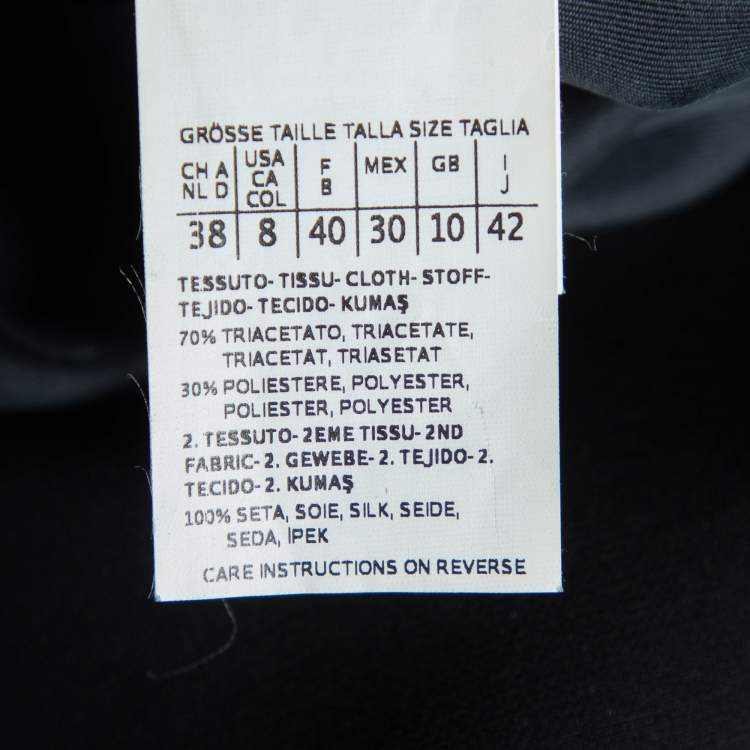 GRÖSSE TAILLE TALLA SIZE TAGLIA
CH A USA F MEX GB I
NL D CA B J
COL
38 8 40 30 10 42
TESSUTO- TISSU- CLOTH- STOFF-
TEJIDO- TECIDO- KUMAŞ
70% TRIACETATO, TRIACETATE,
TRIACETAT, TRIASETAT
30% POLIESTERE, POLYESTER,
POLIESTER, POLYESTER
2. TESSUTO- 2EME TISSU- 2ND
FABRIC- 2. GEWEBE- 2. TEJIDO- 2.
TECIDO- 2. KUMAŞ
100% SETA, SOIE, SILK, SEIDE,
SEDA, İPEK
CARE INSTRUCTIONS ON REVERSE